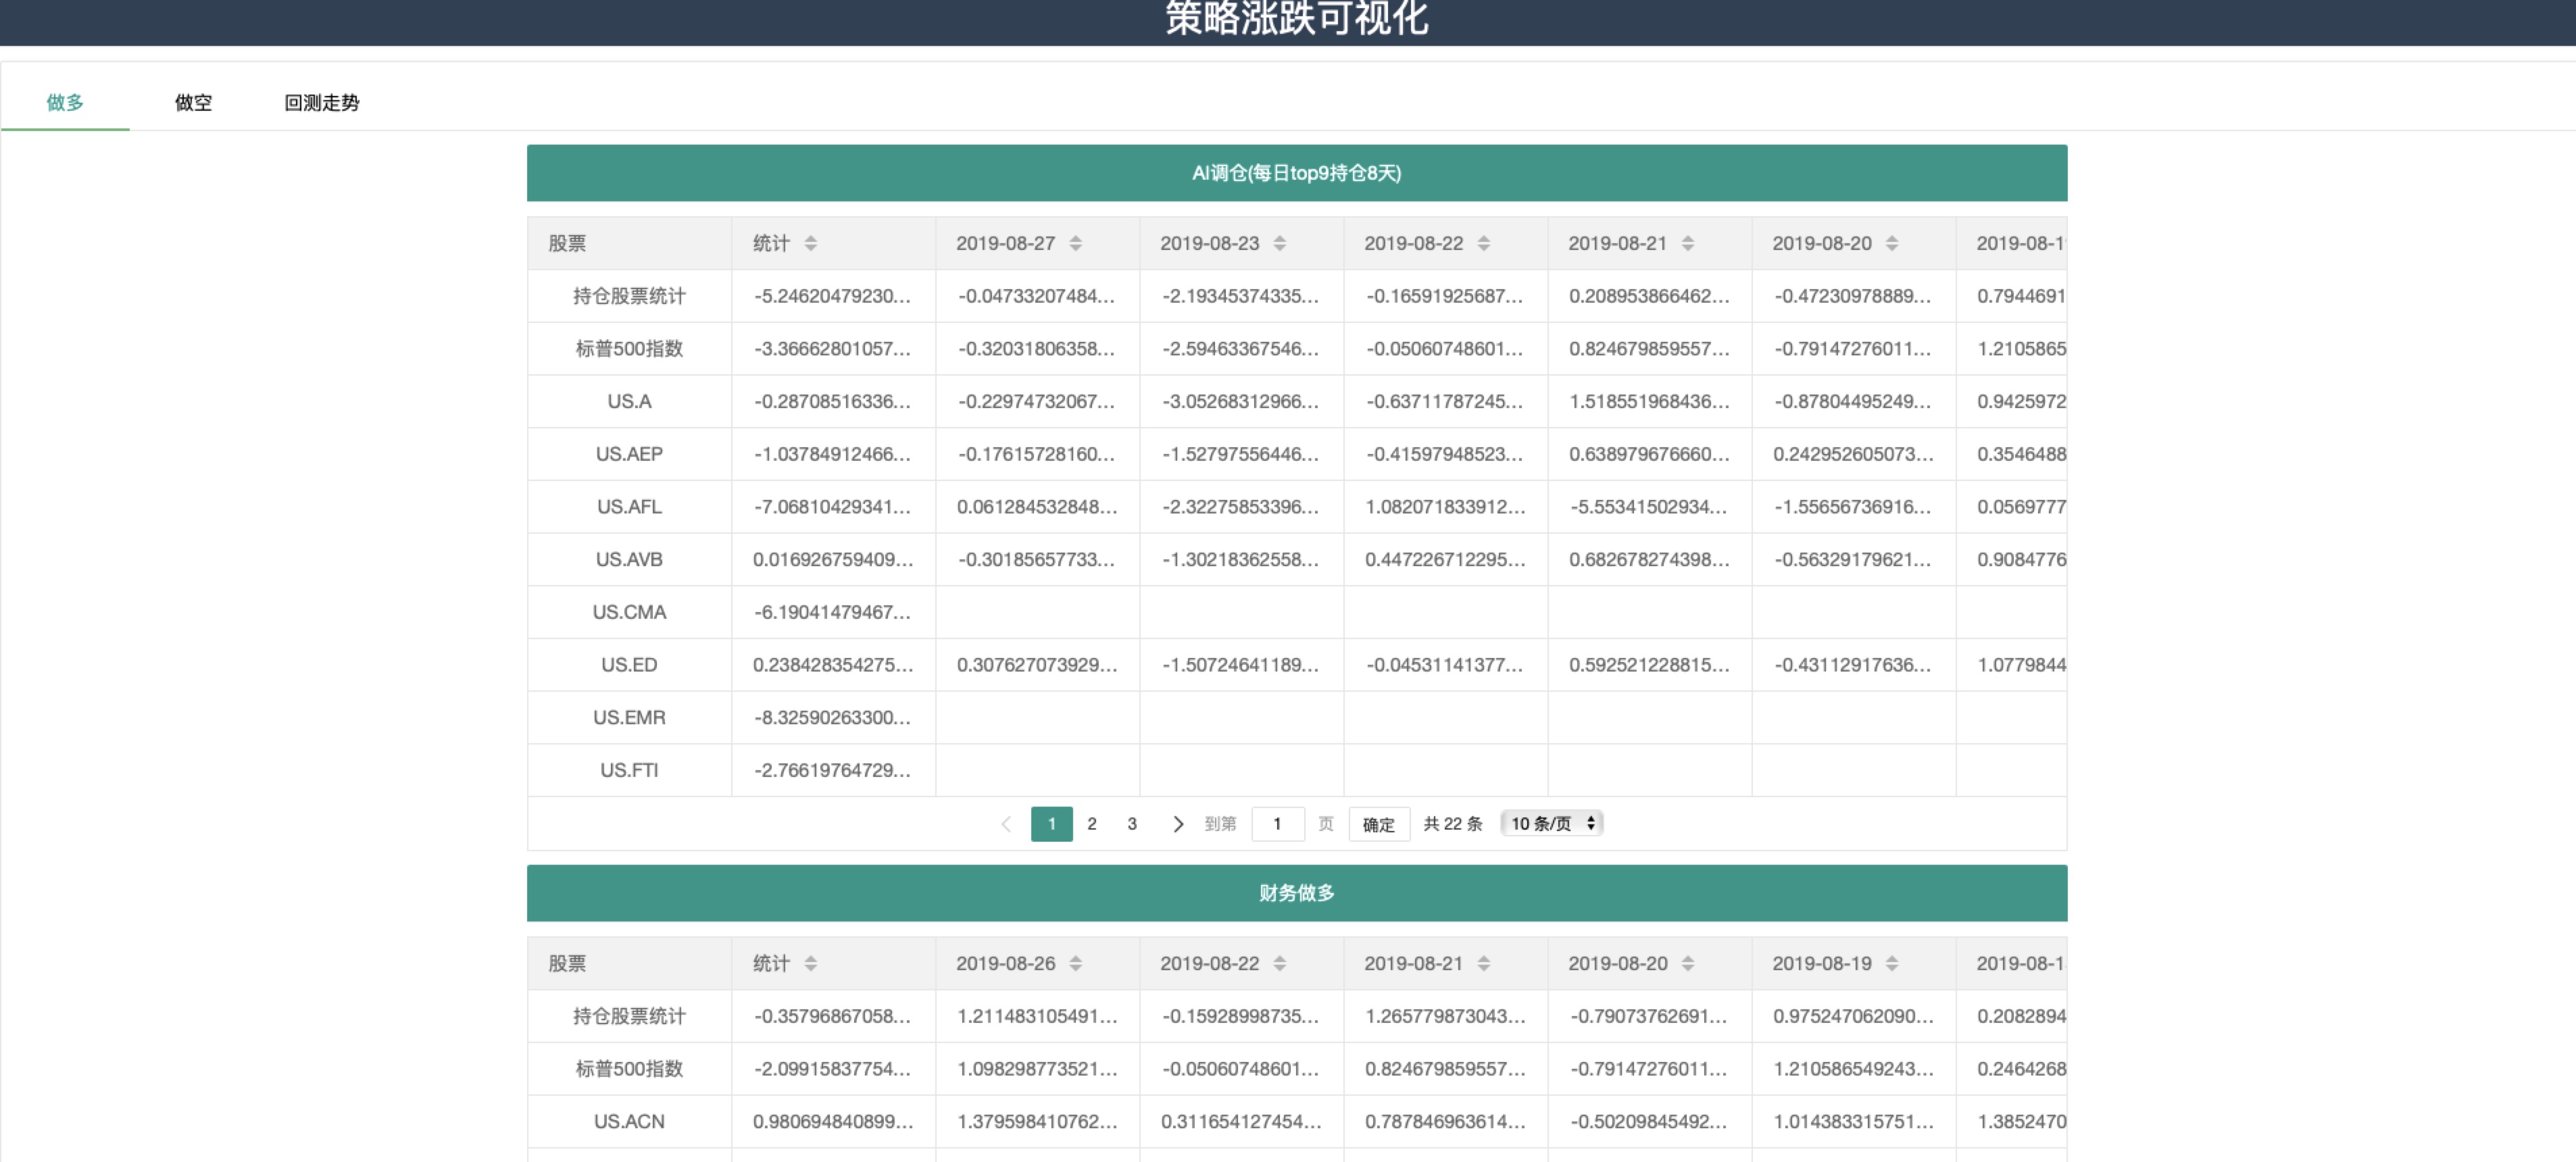 策略涨跌可视化
做多 做空 回测走势
AI调仓(每日top9持仓8天)
股票 统计 2019-08-27 2019-08-23 2019-08-22 2019-08-21 2019-08-20 2019-08-1
持仓股票统计 -5.24620479230... -0.04733207484... -2.19345374335... -0.16591925687... 0.208953866462... -0.47230978889... 0.7944691
标普500指数 -3.36662801057... -0.32031806358... -2.59463367546... -0.05060748601... 0.824679859557... -0.79147276011... 1.2105865
US.A -0.28708516336... -0.22974732067... -3.05268312966... -0.63711787245... 1.518551968436... -0.87804495249... 0.9425972
US.AEP -1.03784912466... -0.17615728160... -1.52797556446... -0.41597948523... 0.638979676660... 0.242952605073... 0.3546488
US.AFL -7.06810429341... 0.061284532848... -2.32275853396... 1.082071833912... -5.55341502934... -1.55656736916... 0.0569777
US.AVB 0.016926759409... -0.30185657733... -1.30218362558... 0.447226712295... 0.682678274398... -0.56329179621... 0.9084776
US.CMA -6.19041479467...
US.ED 0.238428354275... 0.307627073929... -1.50724641189... -0.04531141377... 0.592521228815... -0.43112917636... 1.0779844
US.EMR -8.32590263300...
US.FTI -2.76619764729...
1 2 3 到第 1 页 确定 共 22 条 10 条/页
财务做多
股票 统计 2019-08-26 2019-08-22 2019-08-21 2019-08-20 2019-08-19 2019-08-1
持仓股票统计 -0.35796867058... 1.211483105491... -0.15928998735... 1.265779873043... -0.79073762691... 0.975247062090... 0.2082894
标普500指数 -2.09915837754... 1.098298773521... -0.05060748601... 0.824679859557... -0.79147276011... 1.210586549243... 0.2464268
US.ACN 0.980694840899... 1.379598410762... 0.311654127454... 0.787846963614... -0.50209845492... 1.014383315751... 1.3852470